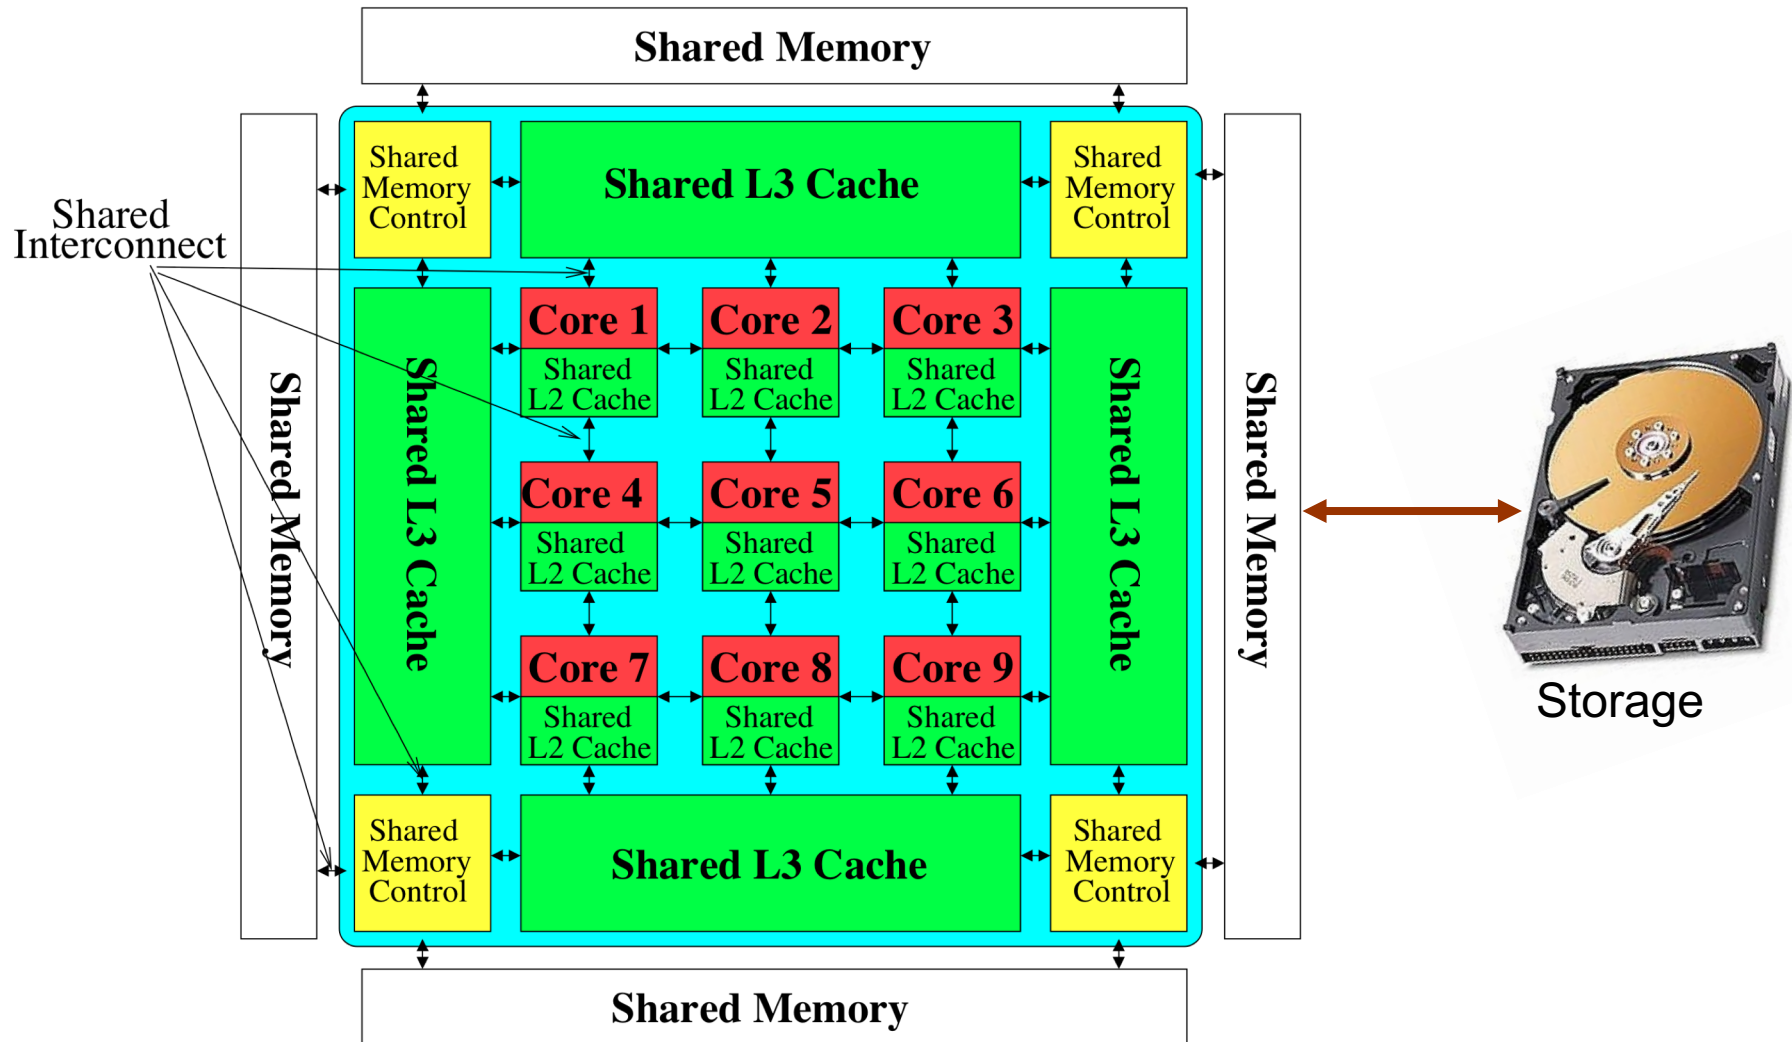 Shared Memory
Shared
Memory
Control
Shared L3 Cache
Shared
Memory
Control
Shared
Interconnect
Shared Memory
Shared L3 Cache
Core 1
Shared
L2 Cache
Core 2
Shared
L2 Cache
Core 3
Shared
L2 Cache
Core 4
Shared
L2 Cache
Core 5
Shared
L2 Cache
Core 6
Shared
L2 Cache
Core 7
Shared
L2 Cache
Core 8
Shared
L2 Cache
Core 9
Shared
L2 Cache
Shared L3 Cache
Shared Memory
Storage
Shared
Memory
Control
Shared L3 Cache
Shared
Memory
Control
Shared Memory